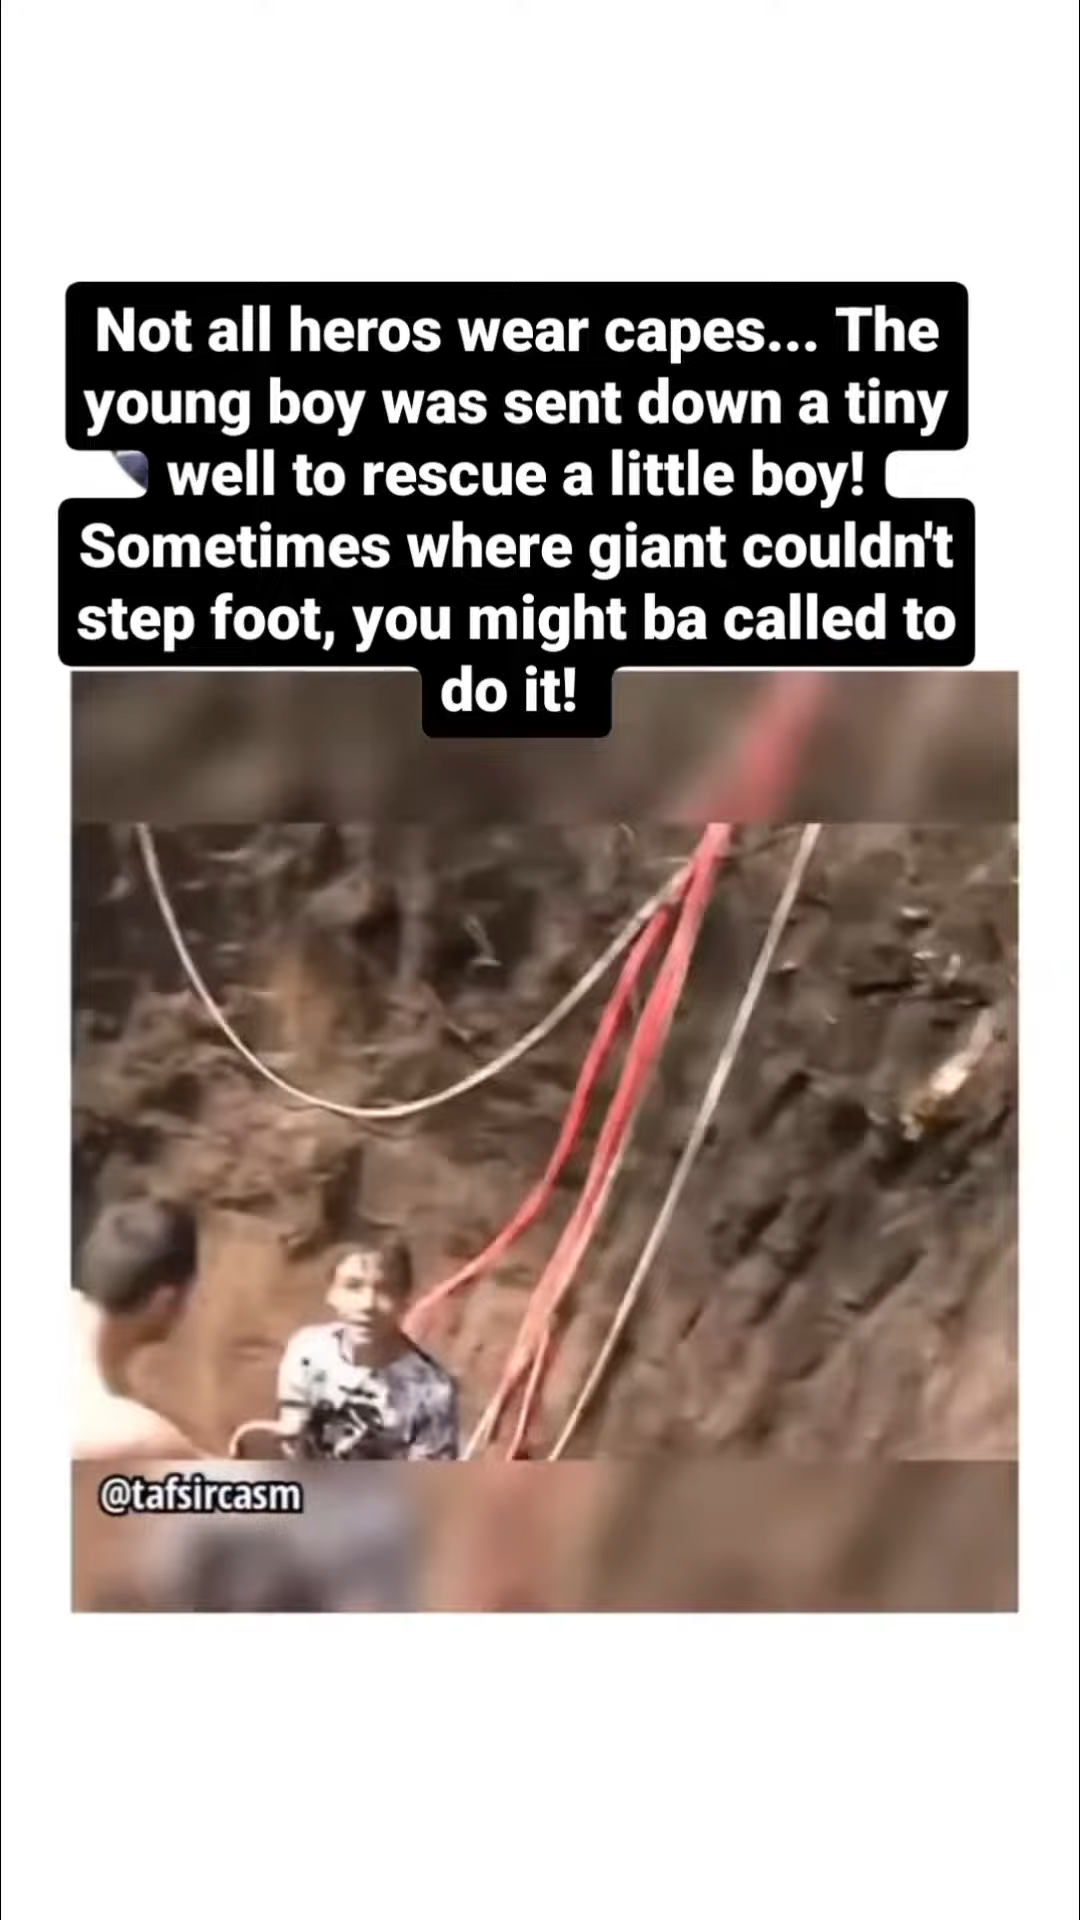 Not all heros wear capes... The
young boy was sent down a tiny
well to rescue a little boy!
Sometimes where giant couldn't
step foot, you might ba called to
do it!
@tafsircasm